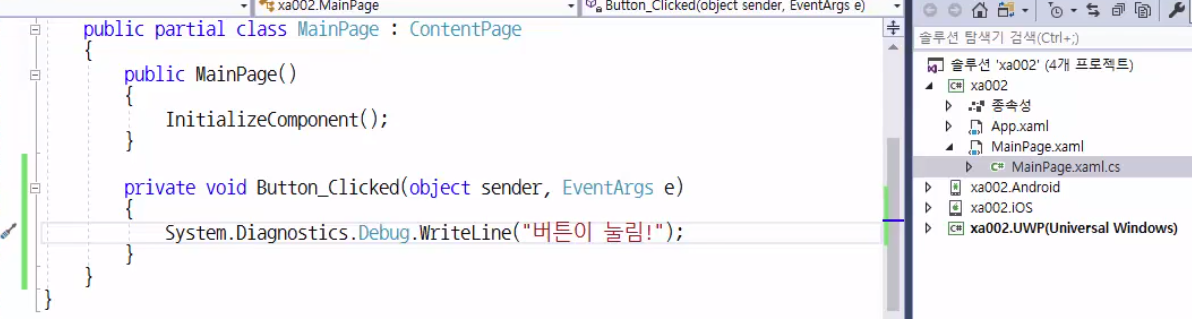 xa002.MainPage
Button_Clicked(object sender, EventArgs e)
public partial class MainPage : ContentPage
{
public MainPage()
{
InitializeComponent();
}
private void Button_Clicked(object sender, EventArgs e)
{
System.Diagnostics.Debug.WriteLine("버튼이 눌림!");
}
}
}
솔루션 탐색기 검색(Ctrl+;)
솔루션 'xa002' (4개 프로젝트)
C# xa002
종속성
App.xaml
MainPage.xaml
C# MainPage.xaml.cs
xa002.Android
xa002.iOS
C# xa002.UWP(Universal Windows)